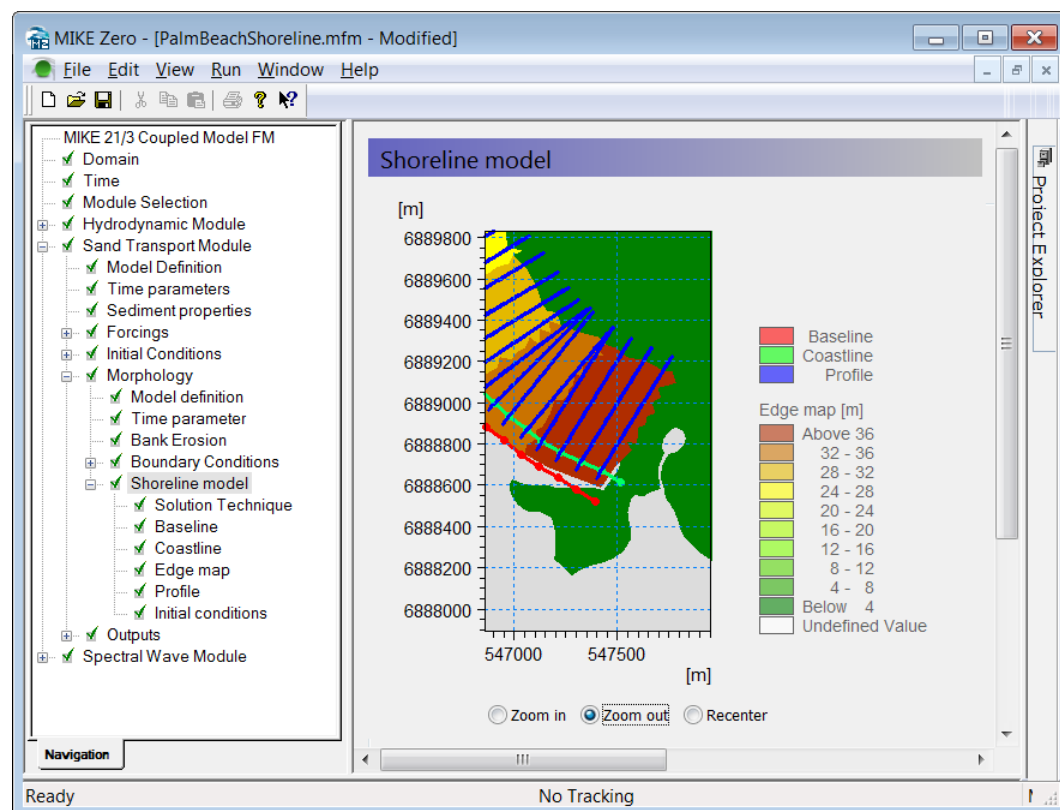 MIKE Zero - [PalmBeachShoreline.mfm - Modified]
File Edit View Run Window Help
MIKE 21/3 Coupled Model FM
Domain
Time
Module Selection
Hydrodynamic Module
Sand Transport Module
Model Definition
Time parameters
Sediment properties
Forcings
Initial Conditions
Morphology
Model definition
Time parameter
Bank Erosion
Boundary Conditions
Shoreline model
Solution Technique
Baseline
Coastline
Edge map
Profile
Initial conditions
Outputs
Spectral Wave Module
Navigation
Shoreline model
[m]
6889800
6889600
6889400
6889200
6889000
6888800
6888600
6888400
6888200
6888000
547000 547500
[m]
Baseline
Coastline
Profile
Edge map [m]
Above 36
32 - 36
28 - 32
24 - 28
20 - 24
16 - 20
12 - 16
8 - 12
4 - 8
Below 4
Undefined Value
Zoom in Zoom out Recenter
Project Explorer
Ready No Tracking